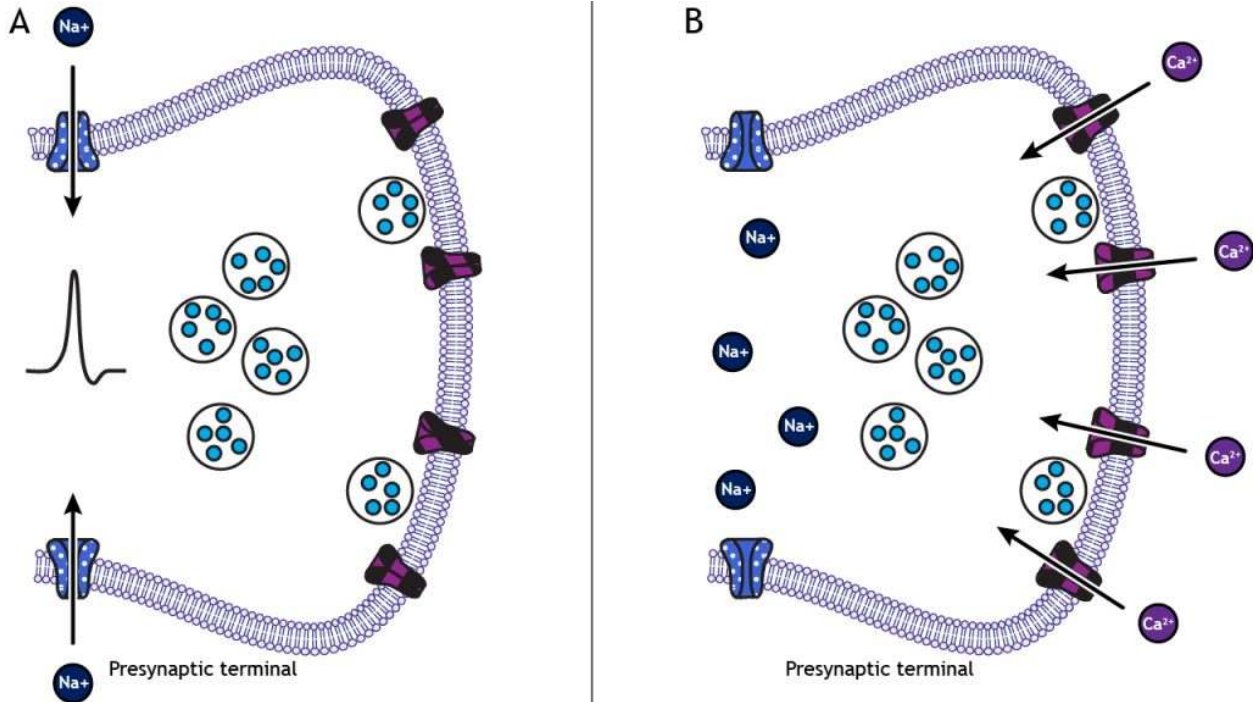 A
Na+
Na+
Presynaptic terminal
B
Ca²⁺
Na+
Ca²⁺
Na+
Na+
Ca²⁺
Na+
Ca²⁺
Presynaptic terminal